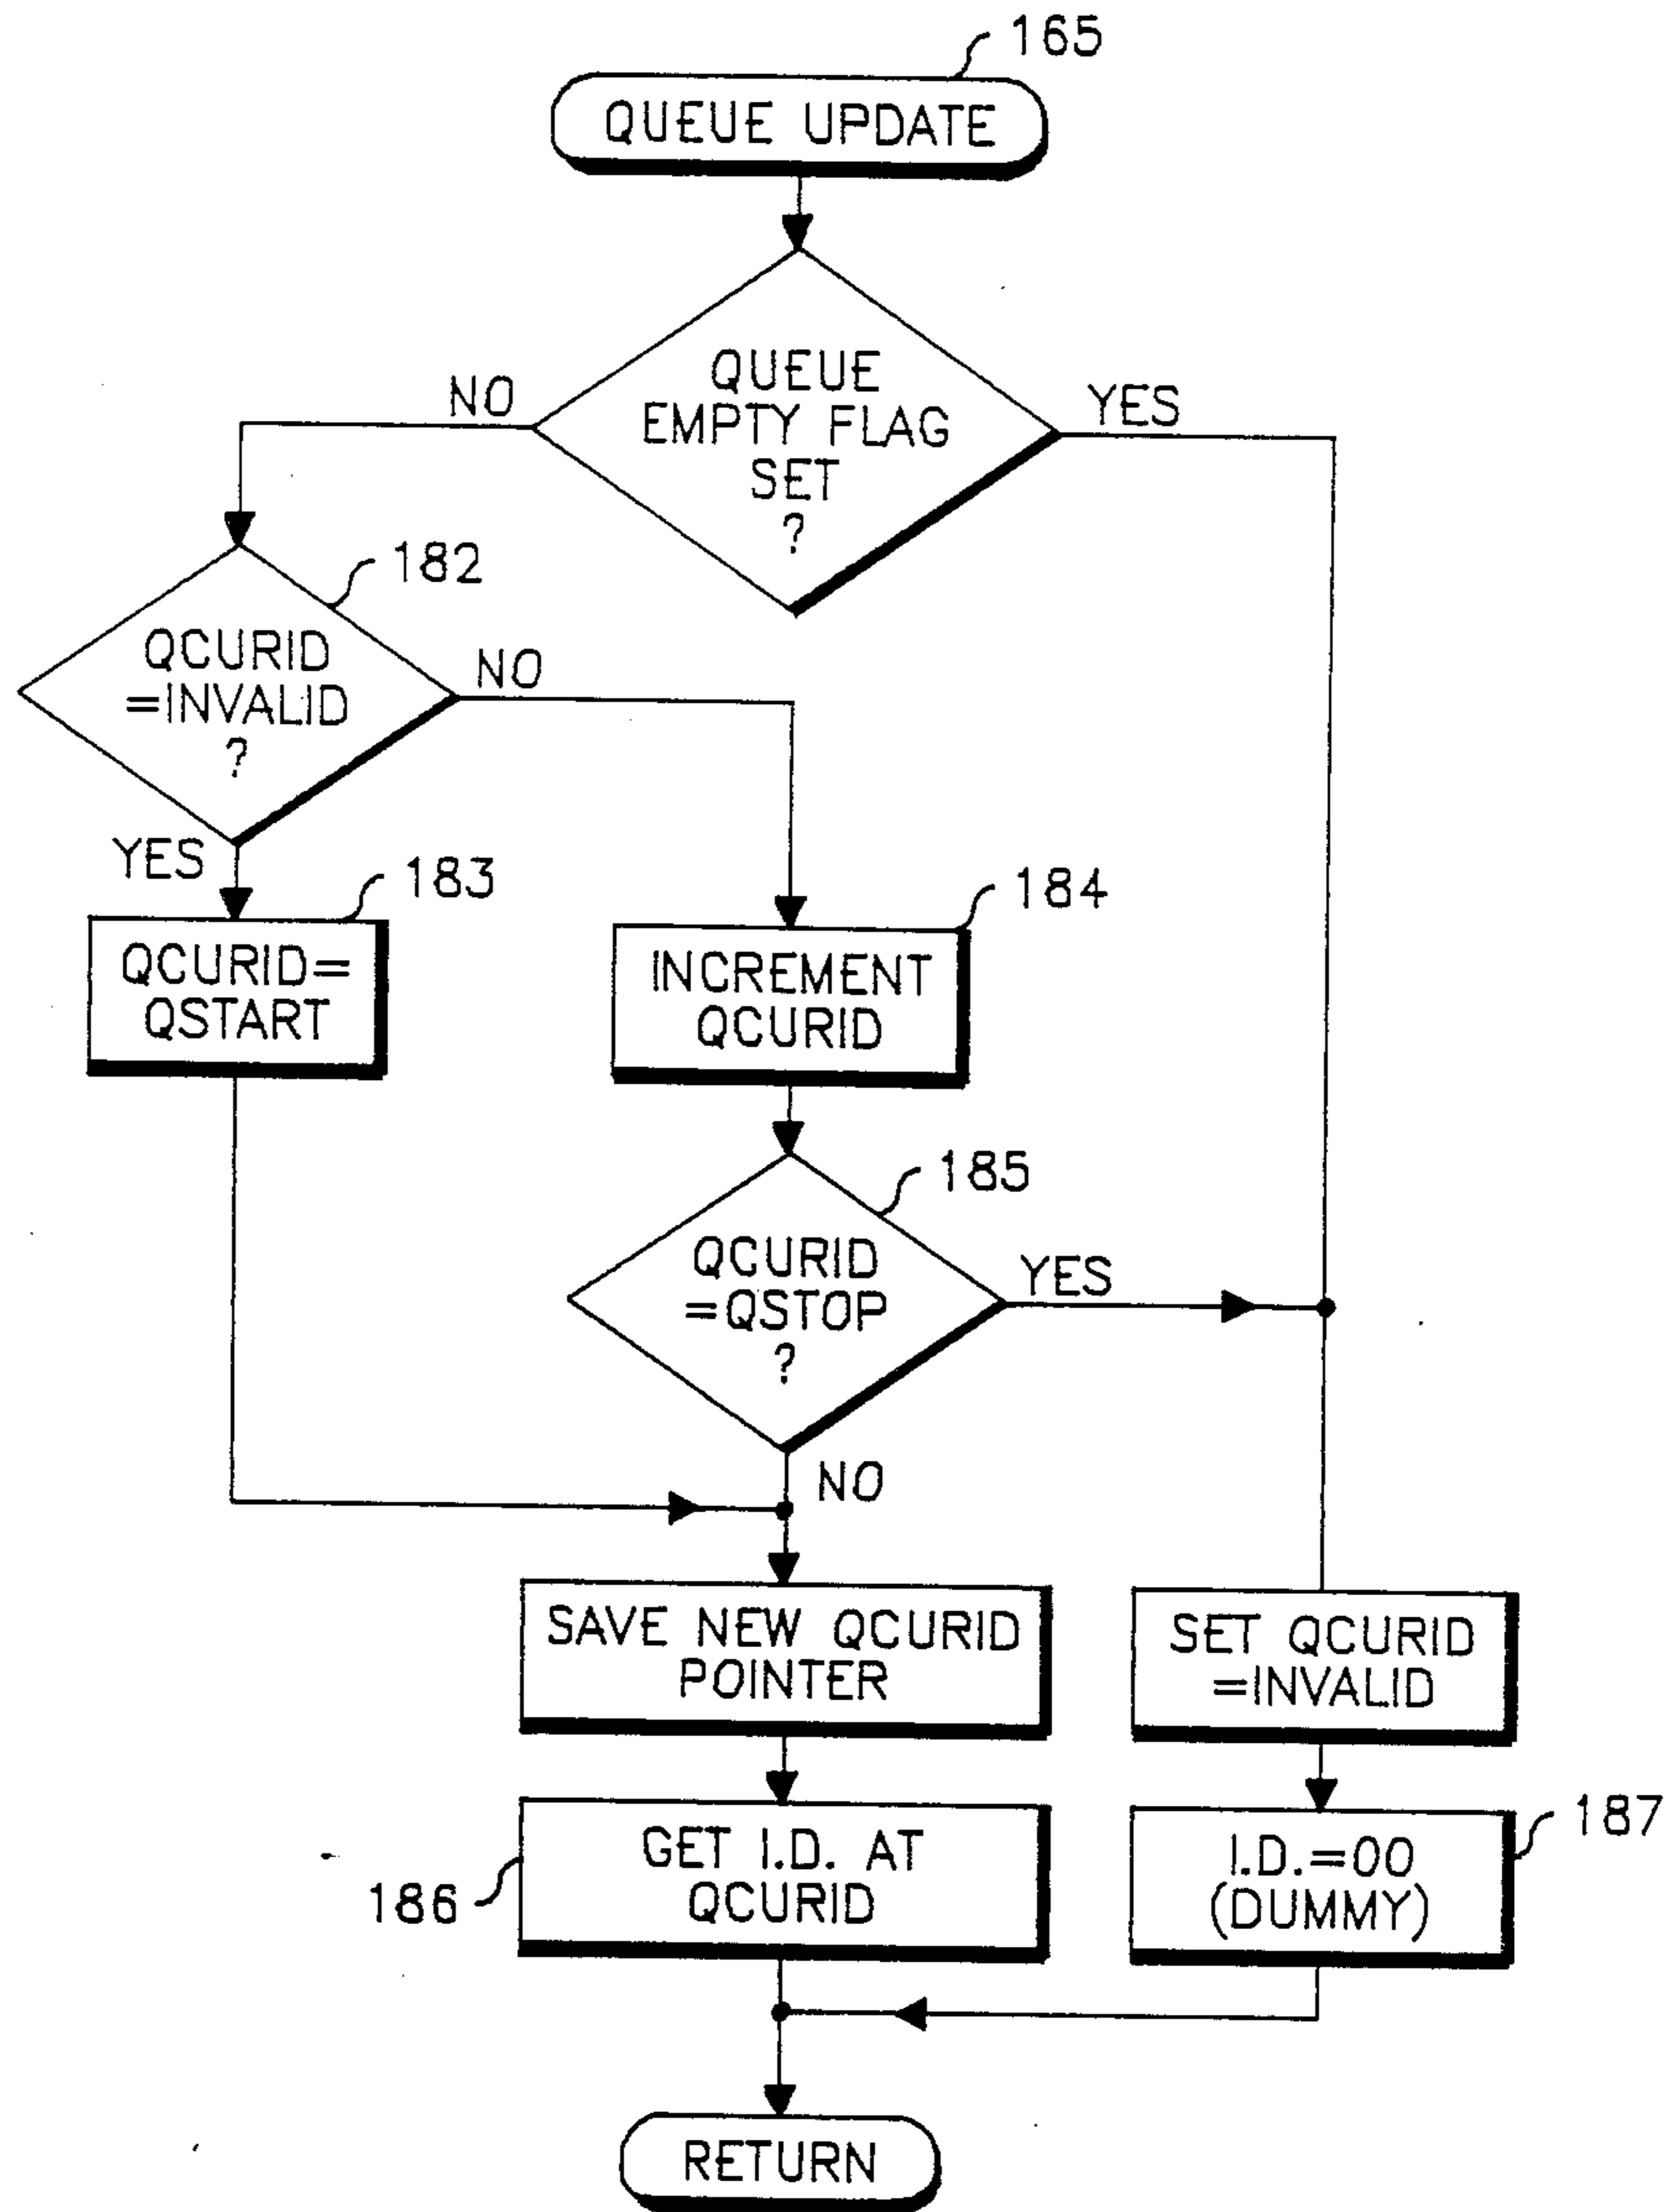 165
QUEUE UPDATE
QUEUE
EMPTY FLAG
SET
?
NO
YES
182
QCURID
=INVALID
?
NO
YES
183
QCURID=
QSTART
184
INCREMENT
QCURID
185
QCURID
=QSTOP
?
YES
NO
SAVE NEW QCURID
POINTER
SET QCURID
=INVALID
186
GET I.D. AT
QCURID
187
I.D.=00
(DUMMY)
RETURN